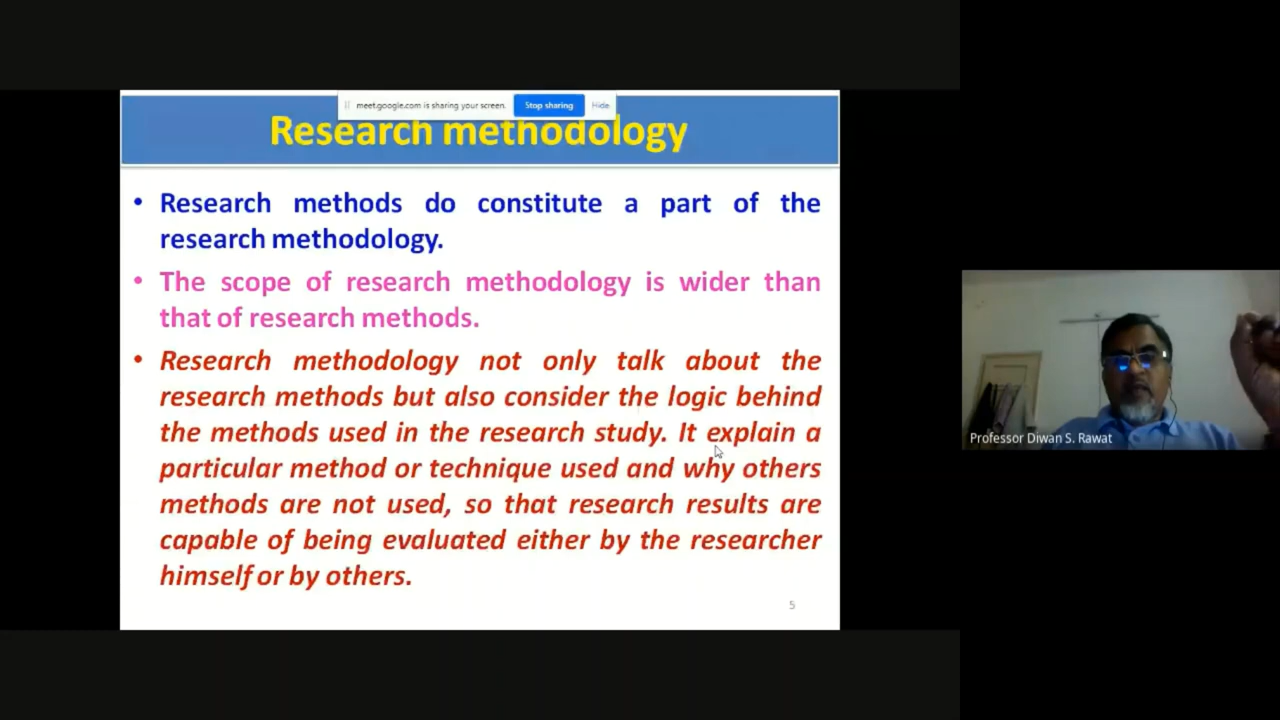 meet.google.com is sharing your screen. Stop sharing Hide
Research methodology
• Research methods do constitute a part of the
research methodology.
• The scope of research methodology is wider than
that of research methods.
• Research methodology not only talk about the
research methods but also consider the logic behind
the methods used in the research study. It explain a
particular method or technique used and why others
methods are not used, so that research results are
capable of being evaluated either by the researcher
himself or by others.
5
Professor Diwan S. Rawat